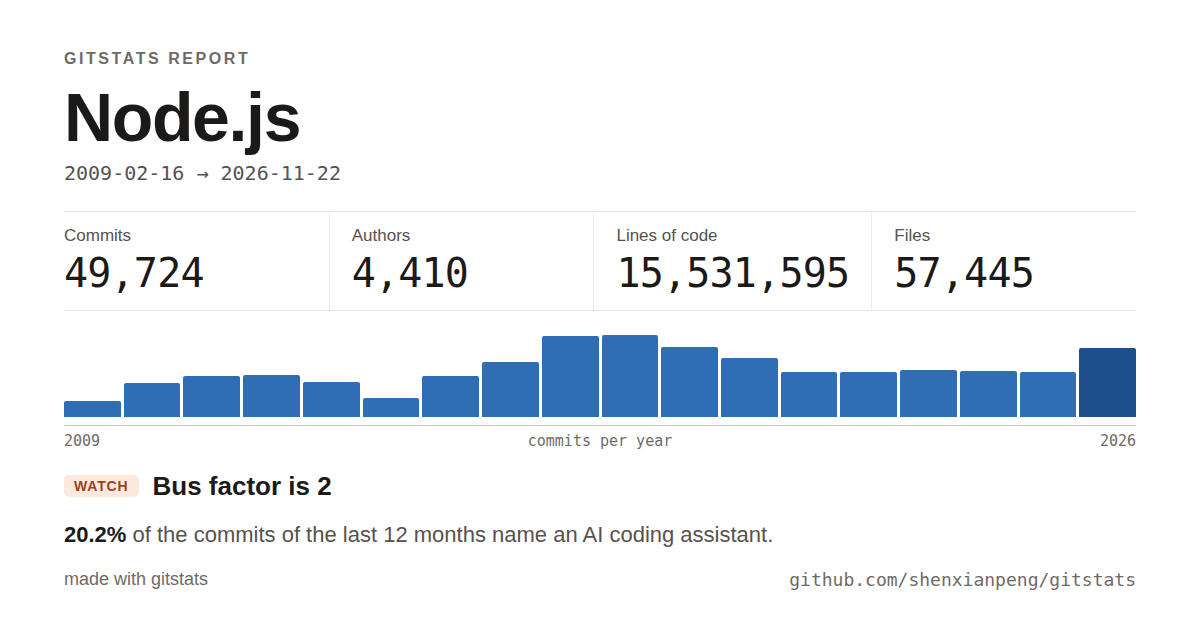 GITSTATS REPORT
Node.js
2009-02-16 → 2026-11-22
Commits
49,724
Authors
4,410
Lines of code
15,531,595
Files
57,445
2009 commits per year 2026
WATCH Bus factor is 2
20.2% of the commits of the last 12 months name an AI coding assistant.
made with gitstats github.com/shenxianpeng/gitstats